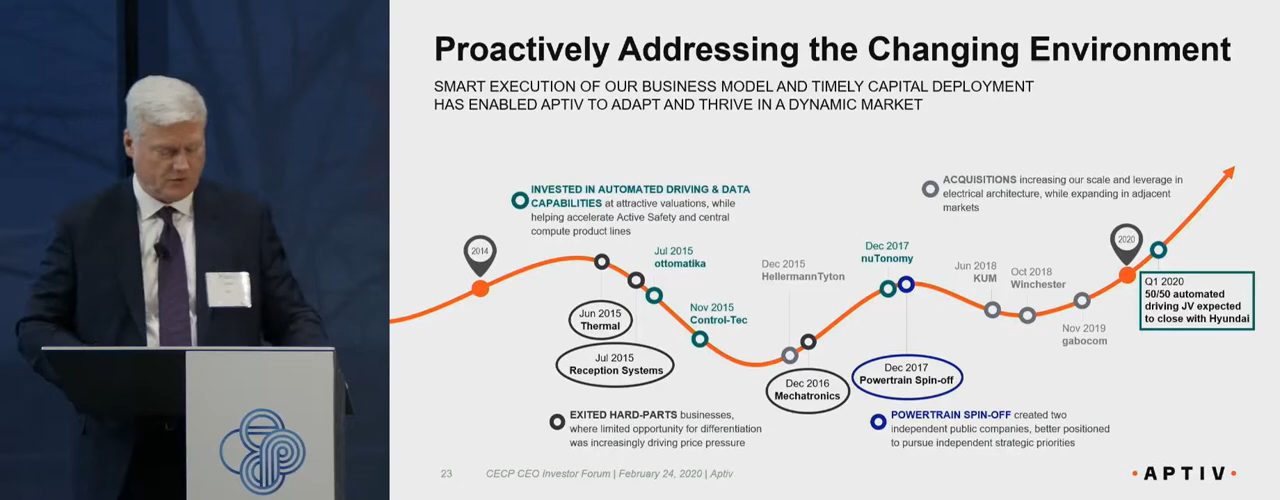 Proactively Addressing the Changing Environment
SMART EXECUTION OF OUR BUSINESS MODEL AND TIMELY CAPITAL DEPLOYMENT
HAS ENABLED APTIV TO ADAPT AND THRIVE IN A DYNAMIC MARKET
INVESTED IN AUTOMATED DRIVING & DATA
CAPABILITIES at attractive valuations, while
helping accelerate Active Safety and central
compute product lines
ACQUISITIONS increasing our scale and leverage in
electrical architecture, while expanding in adjacent
markets
2014
Jun 2015
Thermal
Jul 2015
Reception Systems
Jul 2015
ottomatika
Nov 2015
Control-Tec
Dec 2015
HellermannTyton
Dec 2016
Mechatronics
Dec 2017
nuTonomy
Dec 2017
Powertrain Spin-off
Jun 2018
KUM
Oct 2018
Winchester
Nov 2019
gabocom
2020
Q1 2020
50/50 automated
driving JV expected
to close with Hyundai
EXITED HARD-PARTS businesses,
where limited opportunity for differentiation
was increasingly driving price pressure
POWERTRAIN SPIN-OFF created two
independent public companies, better positioned
to pursue independent strategic priorities
23
CECP CEO Investor Forum | February 24, 2020 | Aptiv
• APTIV •